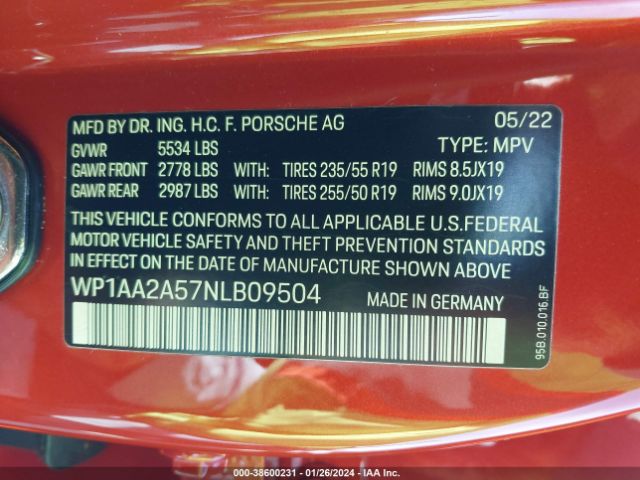 MFD BY DR. ING. H.C. F. PORSCHE AG 05/22
GVWR 5534 LBS TYPE: MPV
GAWR FRONT 2778 LBS WITH: TIRES 235/55 R19 RIMS 8.5JX19
GAWR REAR 2987 LBS WITH: TIRES 255/50 R19 RIMS 9.0JX19
THIS VEHICLE CONFORMS TO ALL APPLICABLE U.S.FEDERAL
MOTOR VEHICLE SAFETY AND THEFT PREVENTION STANDARDS
IN EFFECT ON THE DATE OF MANUFACTURE SHOWN ABOVE
WP1AA2A57NLB09504 MADE IN GERMANY
95B.010.016.BF
000-38600231 - 01/26/2024 - IAAI Inc.